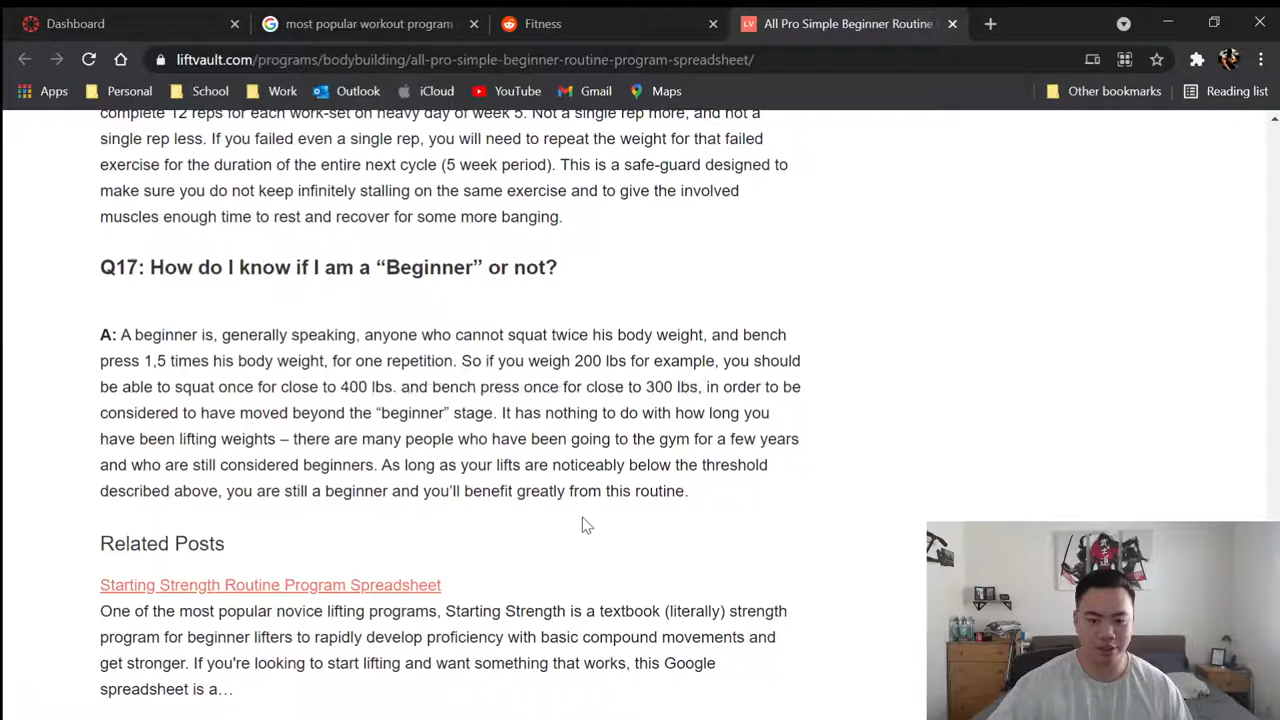 Dashboard
most popular workout program
Fitness
LV All Pro Simple Beginner Routine
liftvault.com/programs/bodybuilding/all-pro-simple-beginner-routine-program-spreadsheet/
Apps Personal School Work Outlook iCloud YouTube Gmail Maps Other bookmarks Reading list
complete 12 reps for each work-set on heavy day of week 5. Not a single rep more, and not a
single rep less. If you failed even a single rep, you will need to repeat the weight for that failed
exercise for the duration of the entire next cycle (5 week period). This is a safe-guard designed to
make sure you do not keep infinitely stalling on the same exercise and to give the involved
muscles enough time to rest and recover for some more banging.
Q17: How do I know if I am a “Beginner” or not?
A: A beginner is, generally speaking, anyone who cannot squat twice his body weight, and bench
press 1,5 times his body weight, for one repetition. So if you weigh 200 lbs for example, you should
be able to squat once for close to 400 lbs. and bench press once for close to 300 lbs, in order to be
considered to have moved beyond the “beginner” stage. It has nothing to do with how long you
have been lifting weights – there are many people who have been going to the gym for a few years
and who are still considered beginners. As long as your lifts are noticeably below the threshold
described above, you are still a beginner and you’ll benefit greatly from this routine.
Related Posts
Starting Strength Routine Program Spreadsheet
One of the most popular novice lifting programs, Starting Strength is a textbook (literally) strength
program for beginner lifters to rapidly develop proficiency with basic compound movements and
get stronger. If you're looking to start lifting and want something that works, this Google
spreadsheet is a…